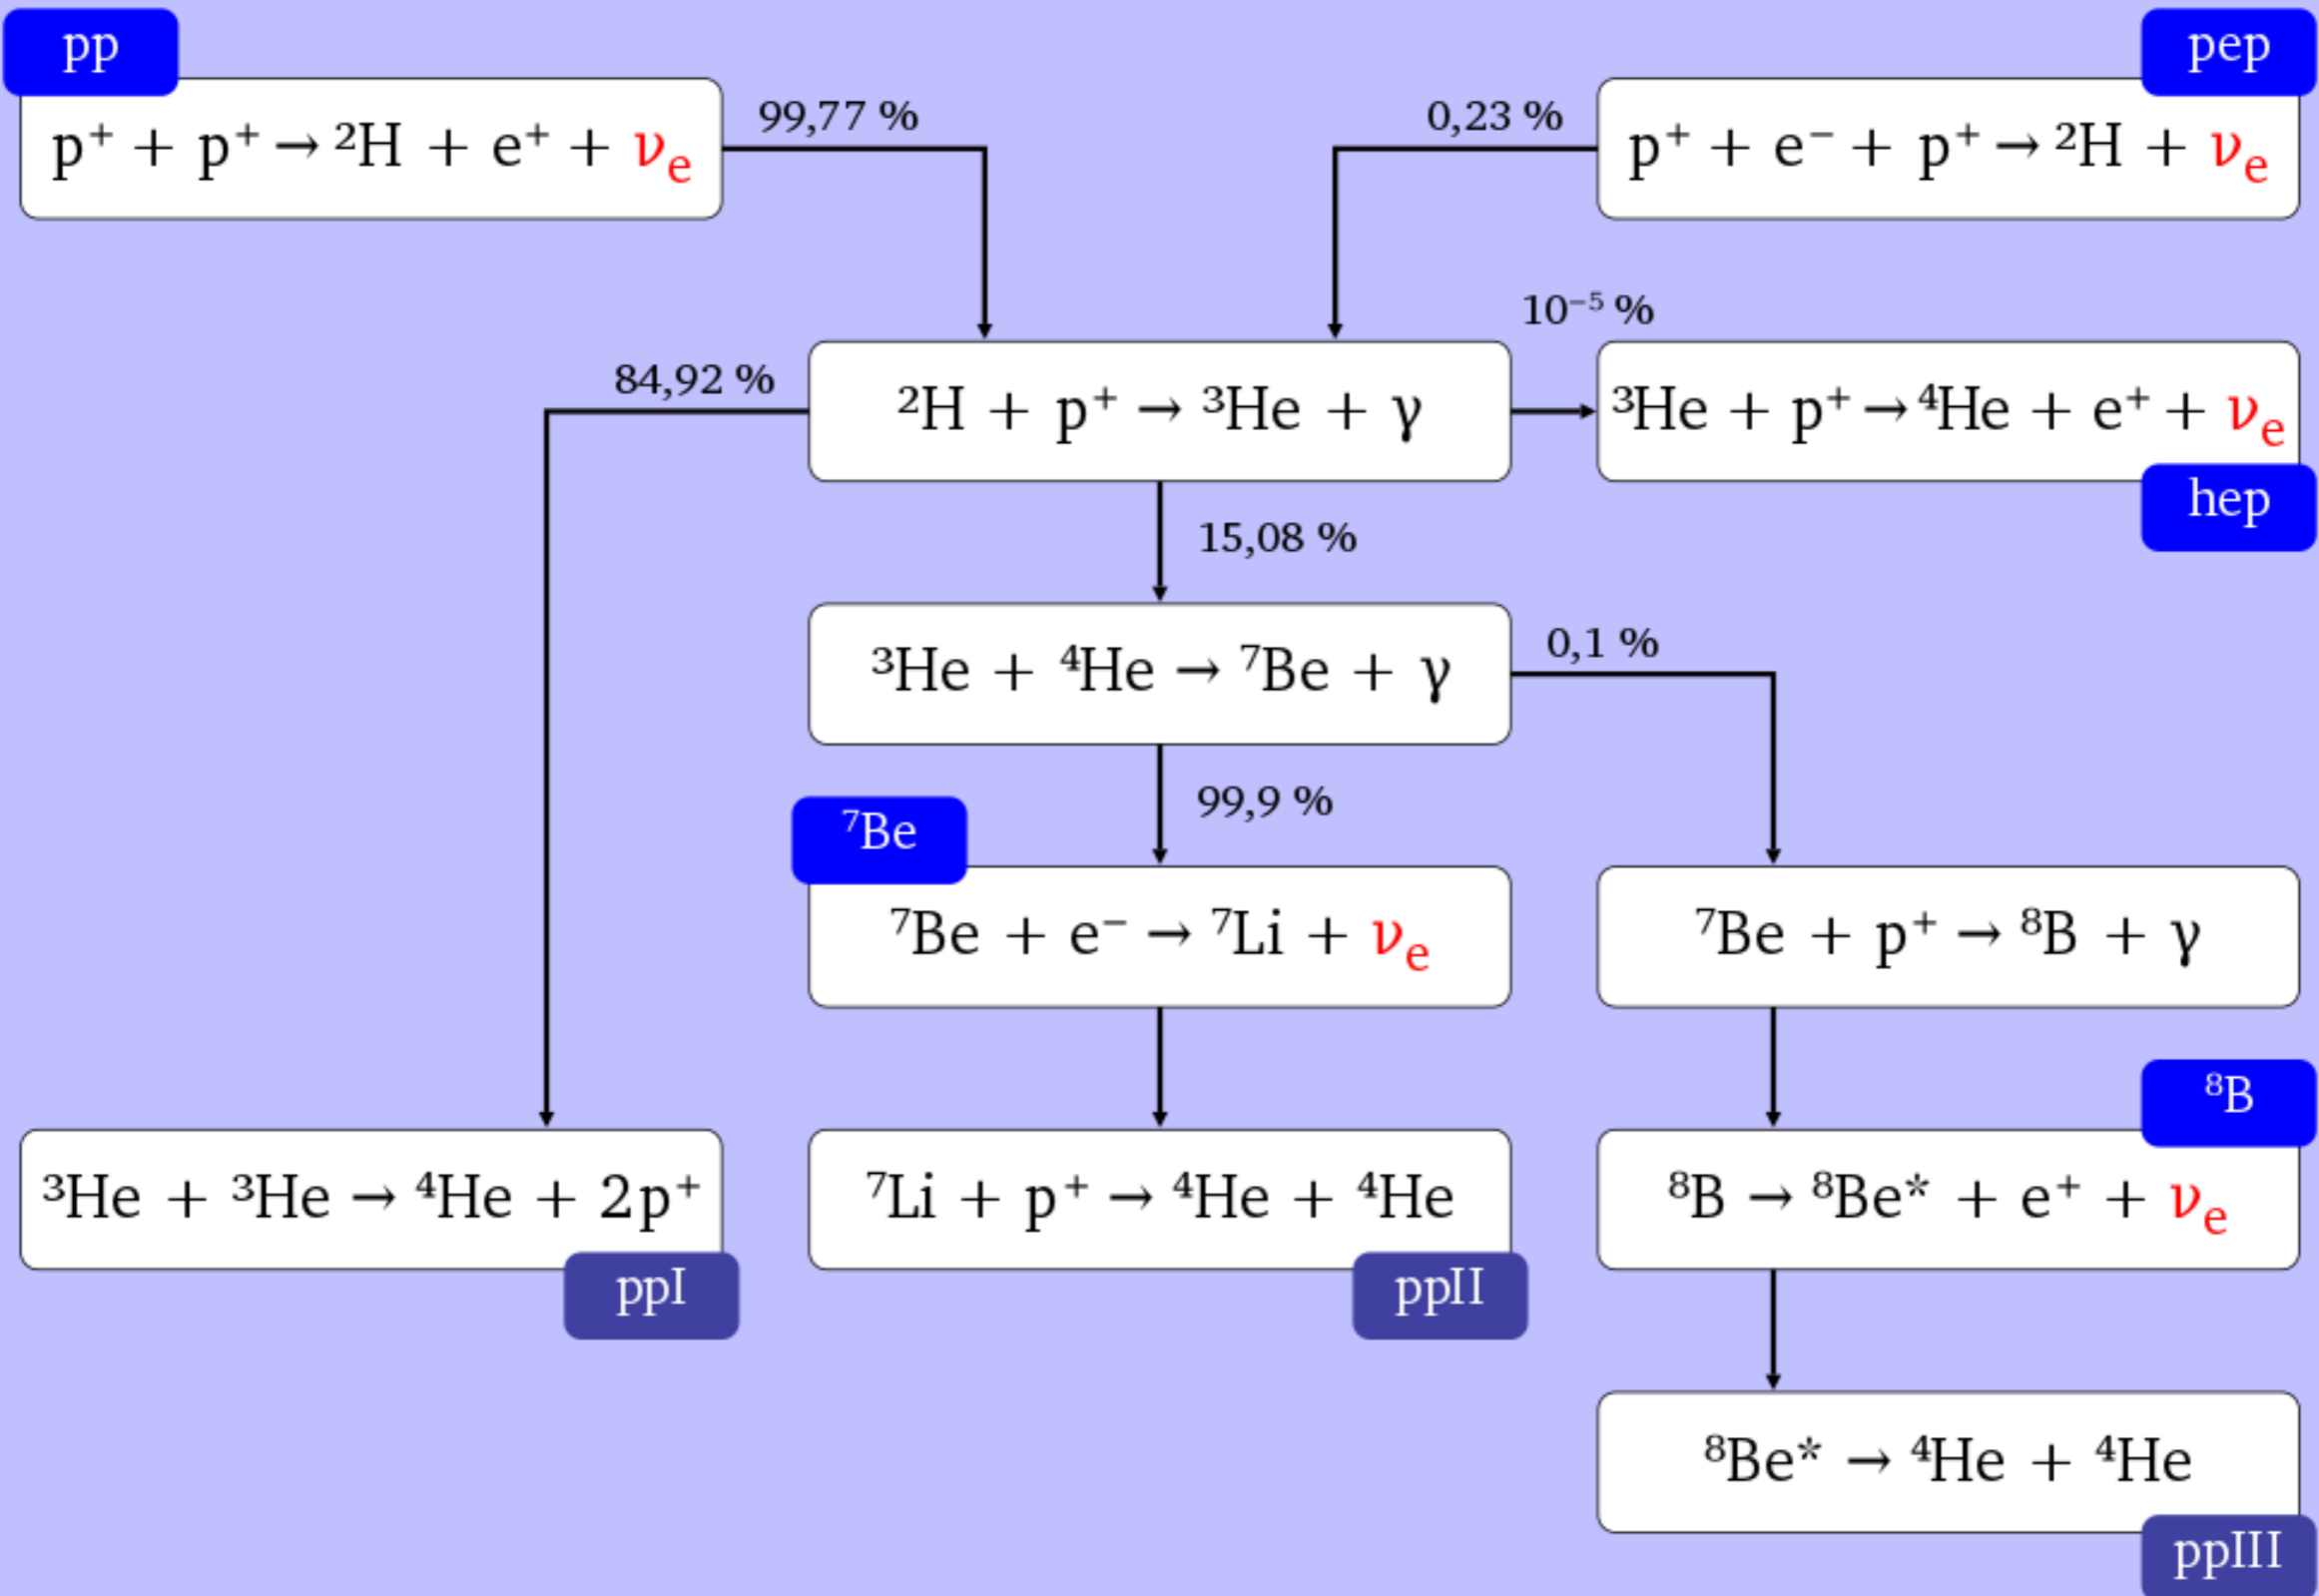 pp
pep
p⁺ + p⁺ → ²H + e⁺ + νₑ
99,77 %
0,23 %
p⁺ + e⁻ + p⁺ → ²H + νₑ
10⁻⁵ %
84,92 %
²H + p⁺ → ³He + γ
³He + p⁺ → ⁴He + e⁺ + νₑ
hep
15,08 %
³He + ⁴He → ⁷Be + γ
0,1 %
99,9 %
⁷Be
⁷Be + e⁻ → ⁷Li + νₑ
⁷Be + p⁺ → ⁸B + γ
⁸B
³He + ³He → ⁴He + 2p⁺
⁷Li + p⁺ → ⁴He + ⁴He
⁸B → ⁸Be* + e⁺ + νₑ
ppI
ppII
⁸Be* → ⁴He + ⁴He
ppIII